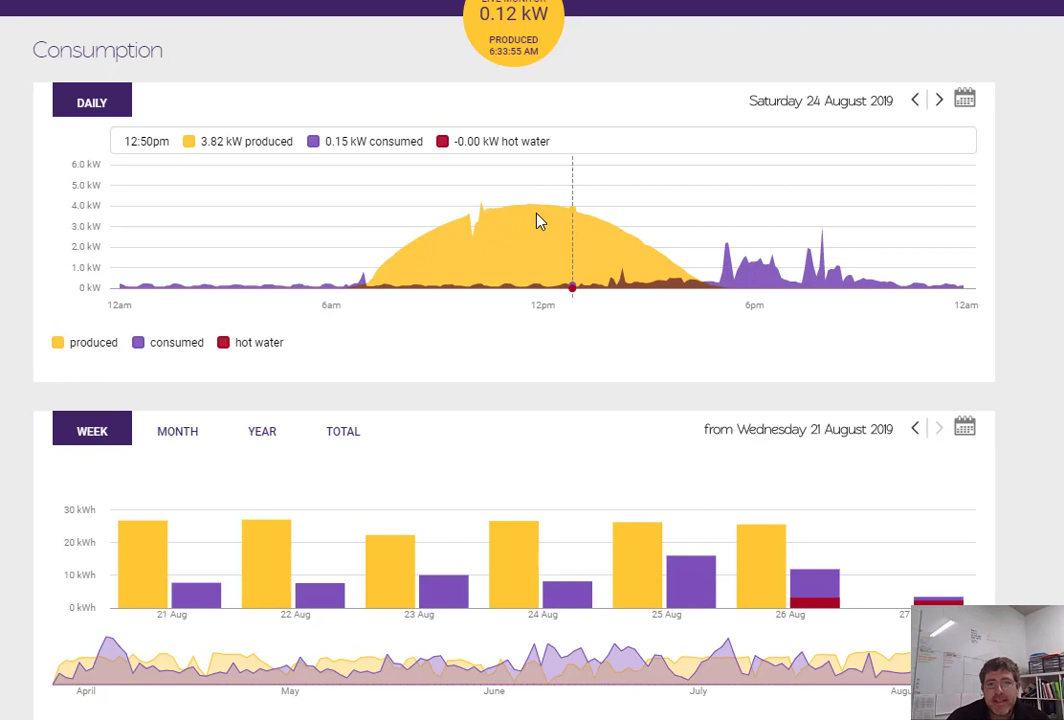 LIVE MONITOR
0.12 kW
PRODUCED
6:33:55 AM
Consumption
DAILY
Saturday 24 August 2019
12:50pm 3.82 kW produced 0.15 kW consumed -0.00 kW hot water
6.0 kW
5.0 kW
4.0 kW
3.0 kW
2.0 kW
1.0 kW
0 kW
12am 6am 12pm 6pm 12am
produced consumed hot water
WEEK MONTH YEAR TOTAL
from Wednesday 21 August 2019
30 kWh
20 kWh
10 kWh
0 kWh
21 Aug 22 Aug 23 Aug 24 Aug 25 Aug 26 Aug 27
April May June July Augu